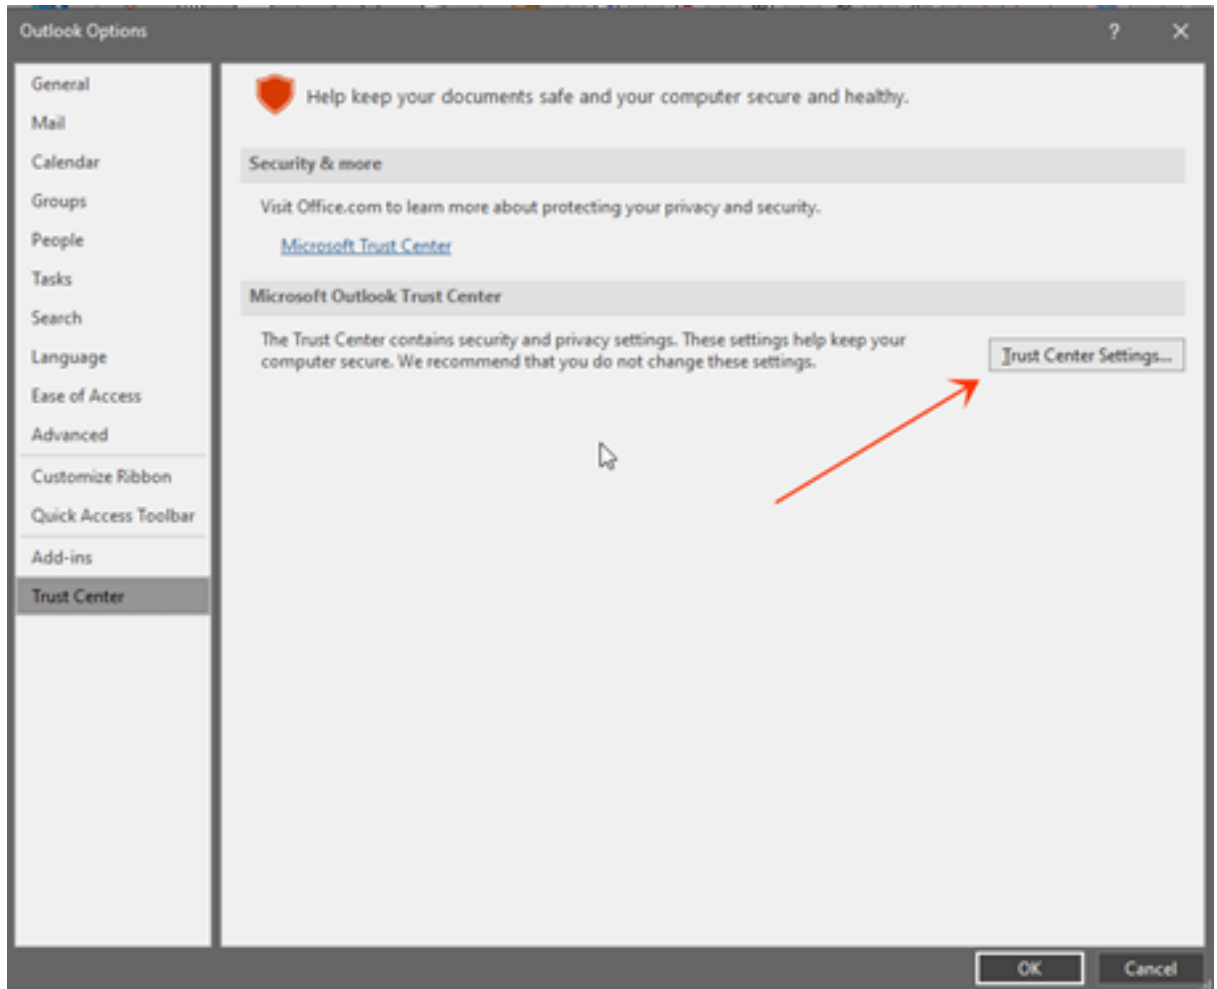 Outlook Options
?
General
Mail
Calendar
Groups
People
Tasks
Search
Language
Ease of Access
Advanced
Customize Ribbon
Quick Access Toolbar
Add-ins
Trust Center
Help keep your documents safe and your computer secure and healthy.
Security & more
Visit Office.com to learn more about protecting your privacy and security.
Microsoft Trust Center
Microsoft Outlook Trust Center
The Trust Center contains security and privacy settings. These settings help keep your
computer secure. We recommend that you do not change these settings.
Trust Center Settings...
OK
Cancel